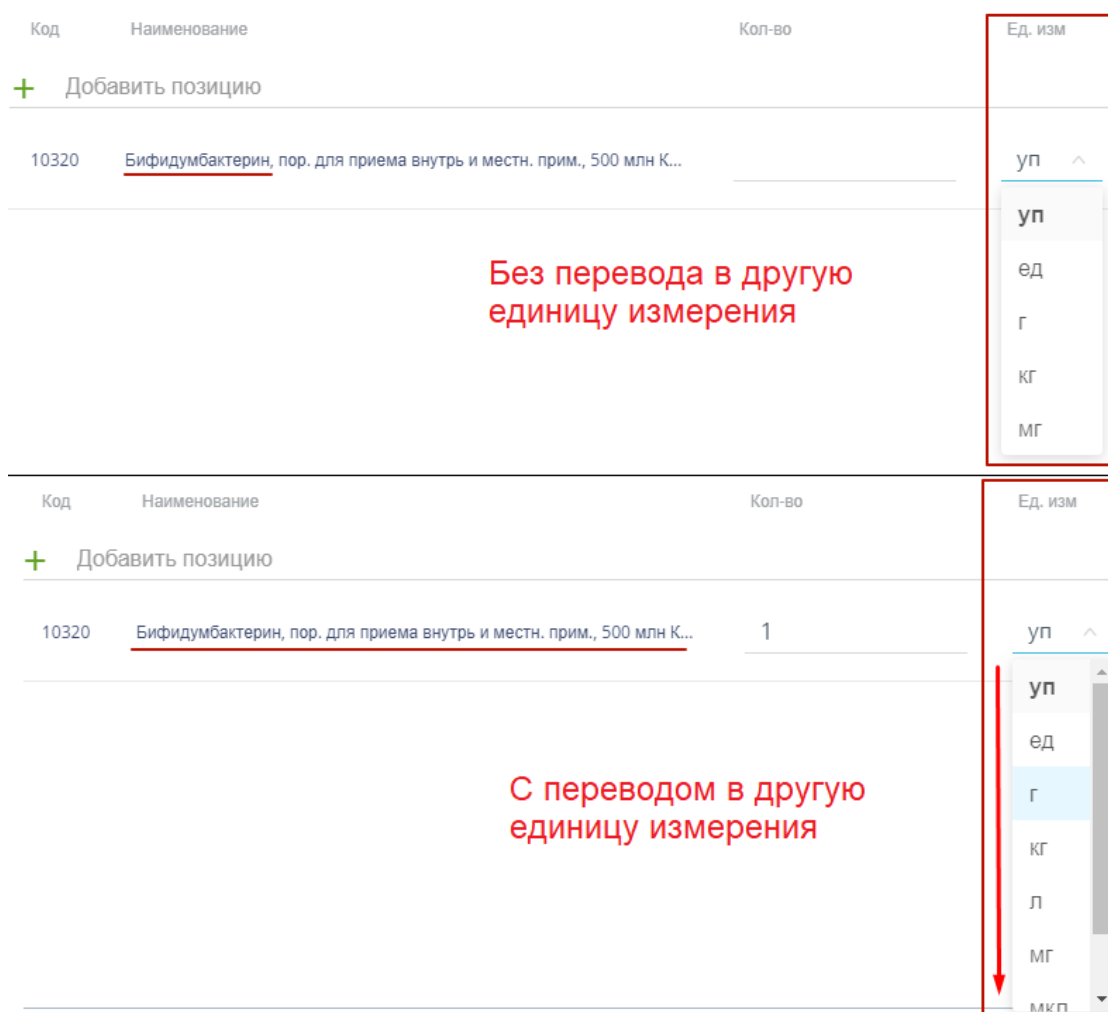 Код Наименование Кол-во Ед. изм
+ Добавить позицию
10320 Бифидумбактерин, пор. для приема внутрь и местн. прим., 500 млн К... уп
уп
ед
г
кг
мг
Без перевода в другую
единицу измерения
Код Наименование Кол-во Ед. изм
+ Добавить позицию
10320 Бифидумбактерин, пор. для приема внутрь и местн. прим., 500 млн К... 1 уп
уп
ед
г
кг
л
мг
мкл
С переводом в другую
единицу измерения